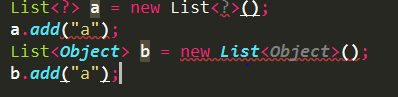 List<?> a = new List<?>();
a.add("a");
List<Object> b = new List<Object>();
b.add("a");